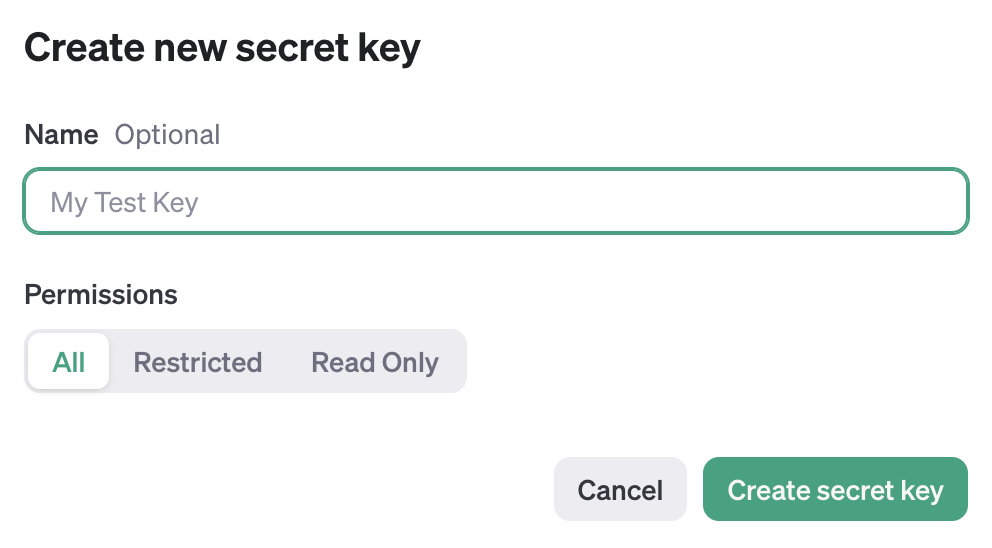 Create new secret key
Name Optional
My Test Key
Permissions
All Restricted Read Only
Cancel Create secret key